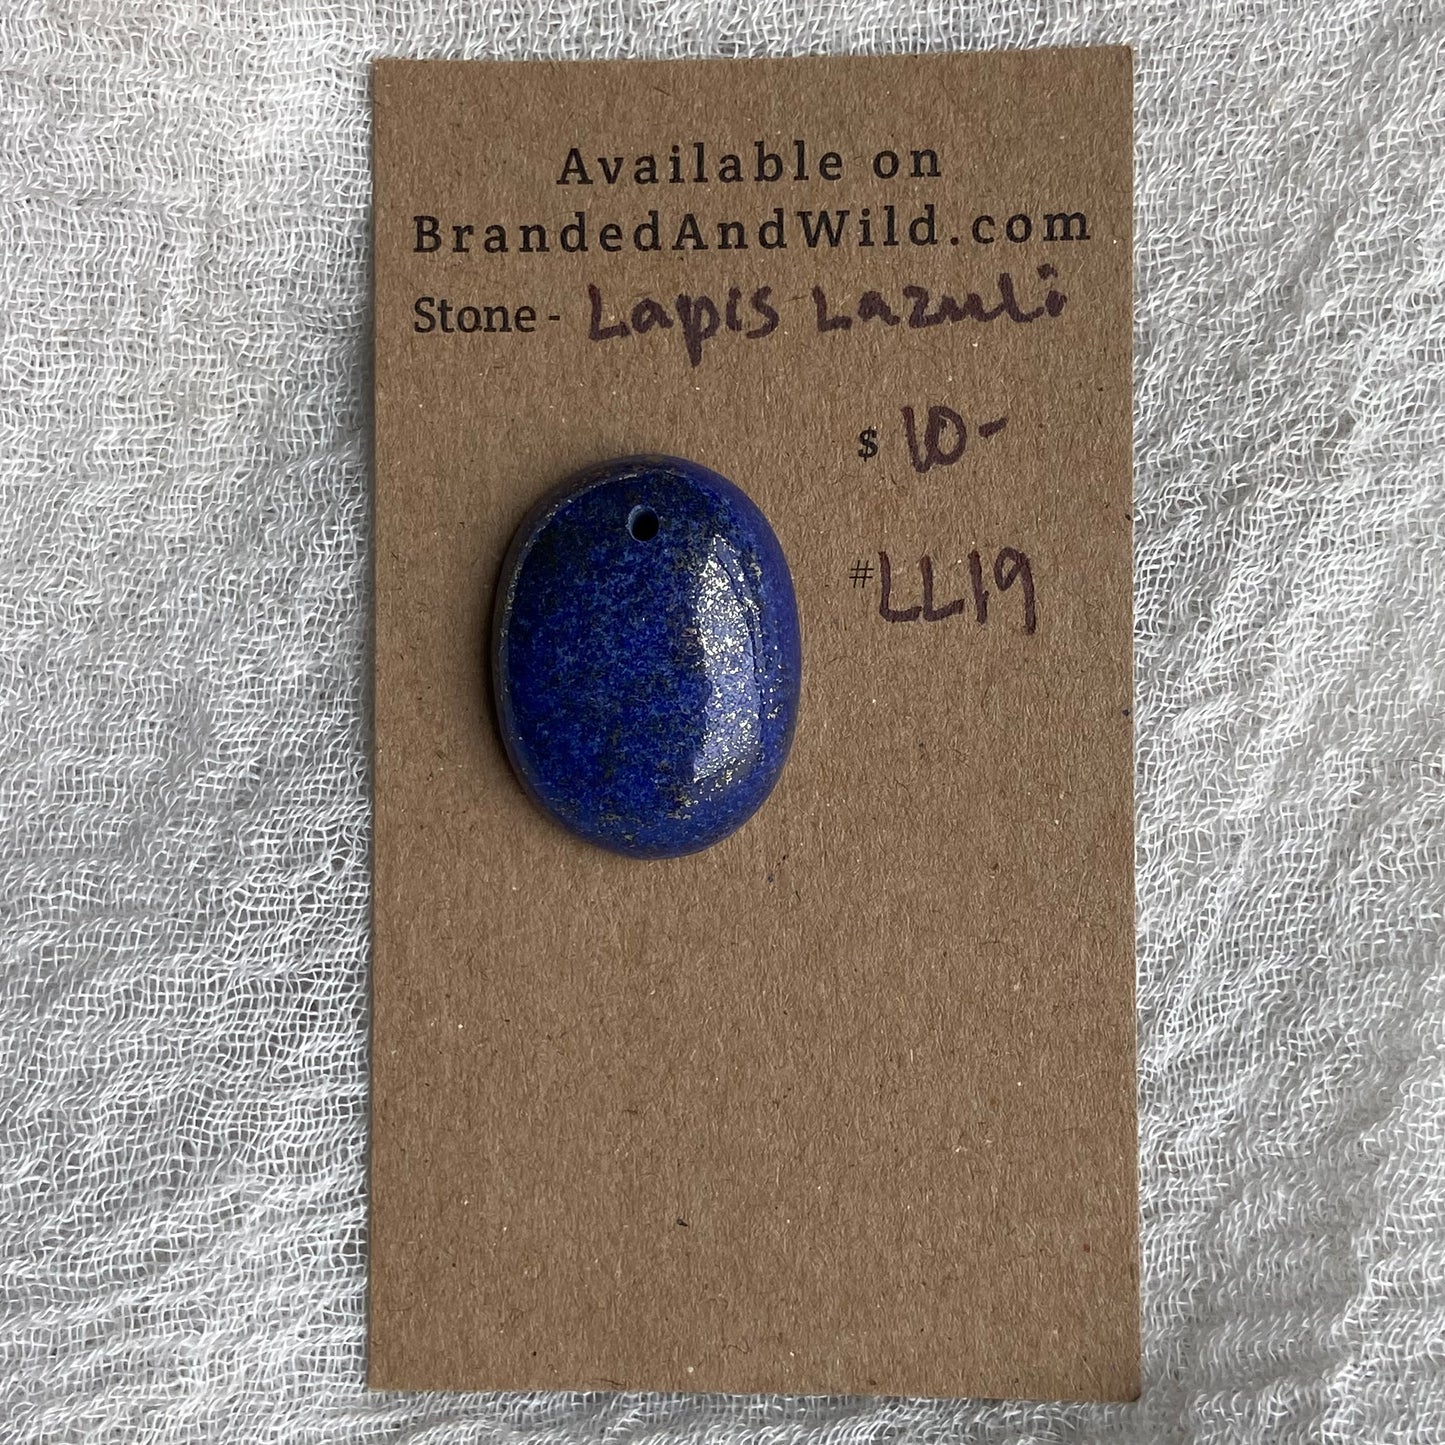 Available on
BrandedAndWild.com
Stone - Lapis Lazuli
$ 10-
#LL19